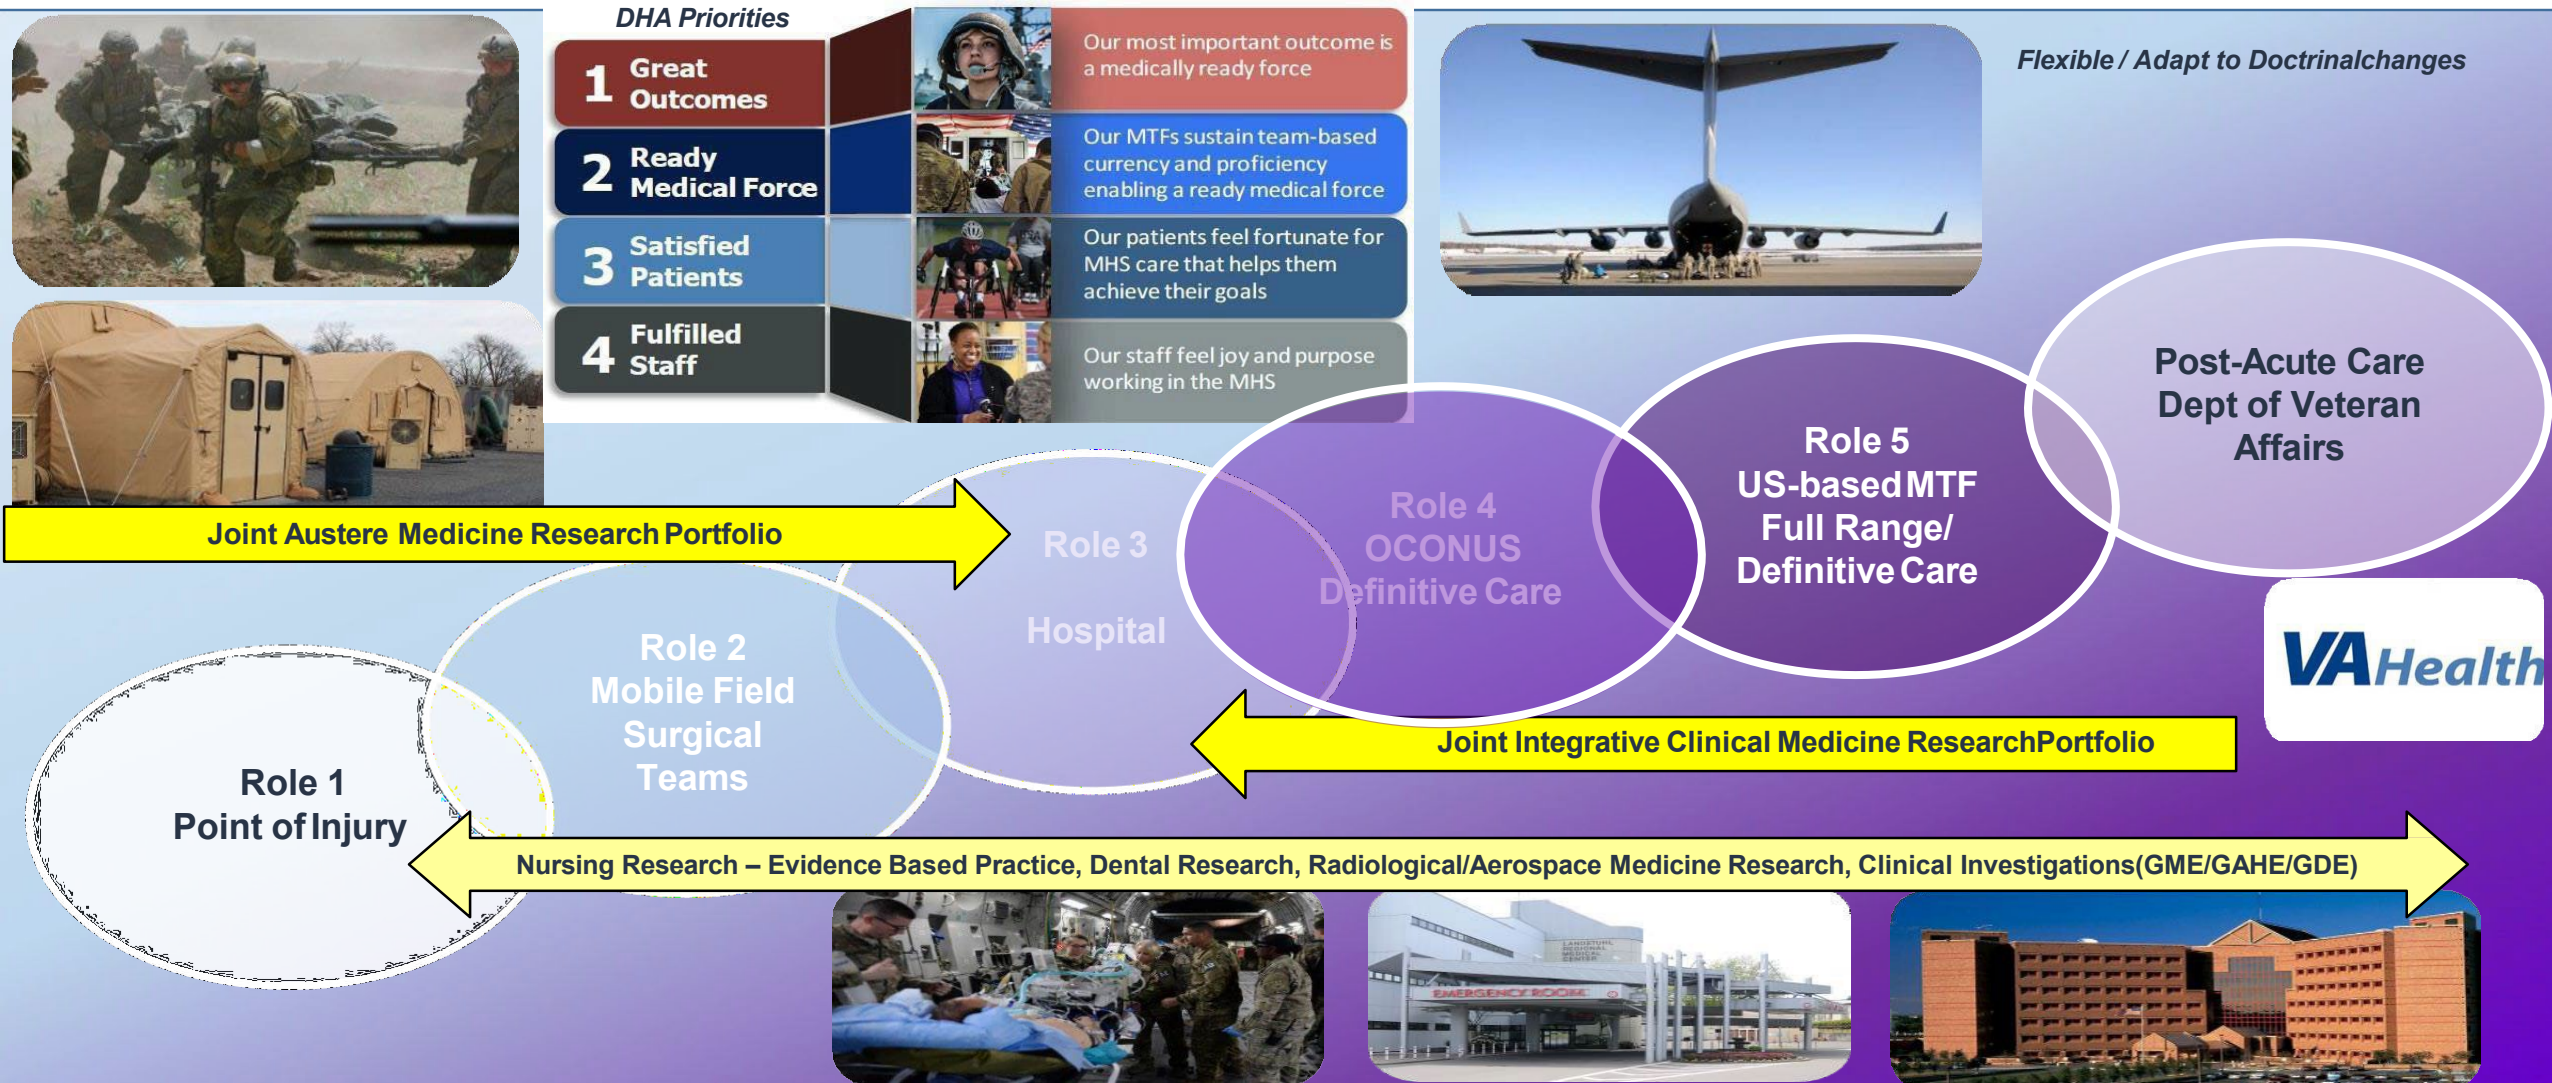 DHA Priorities
1 Great
Outcomes
Our most important outcome is
a medically ready force
2 Ready
Medical Force
Our MTFs sustain team-based
currency and proficiency
enabling a ready medical force
3 Satisfied
Patients
Our patients feel fortunate for
MHS care that helps them
achieve their goals
4 Fulfilled
Staff
Our staff feel joy and purpose
working in the MHS
Flexible / Adapt to Doctrinalchanges
Post-Acute Care
Dept of Veteran
Affairs
Role 5
US-based MTF
Full Range/
Definitive Care
Role 4
OCONUS
Definitive Care
Role 3
Hospital
Joint Austere Medicine Research Portfolio
Role 2
Mobile Field
Surgical
Teams
Role 1
Point of Injury
VA Health
Joint Integrative Clinical Medicine ResearchPortfolio
Nursing Research – Evidence Based Practice, Dental Research, Radiological/Aerospace Medicine Research, Clinical Investigations(GME/GAHE/GDE)
LANDSTUHL
REGIONAL
MEDICAL
CENTER
EMERGENCY ROOM